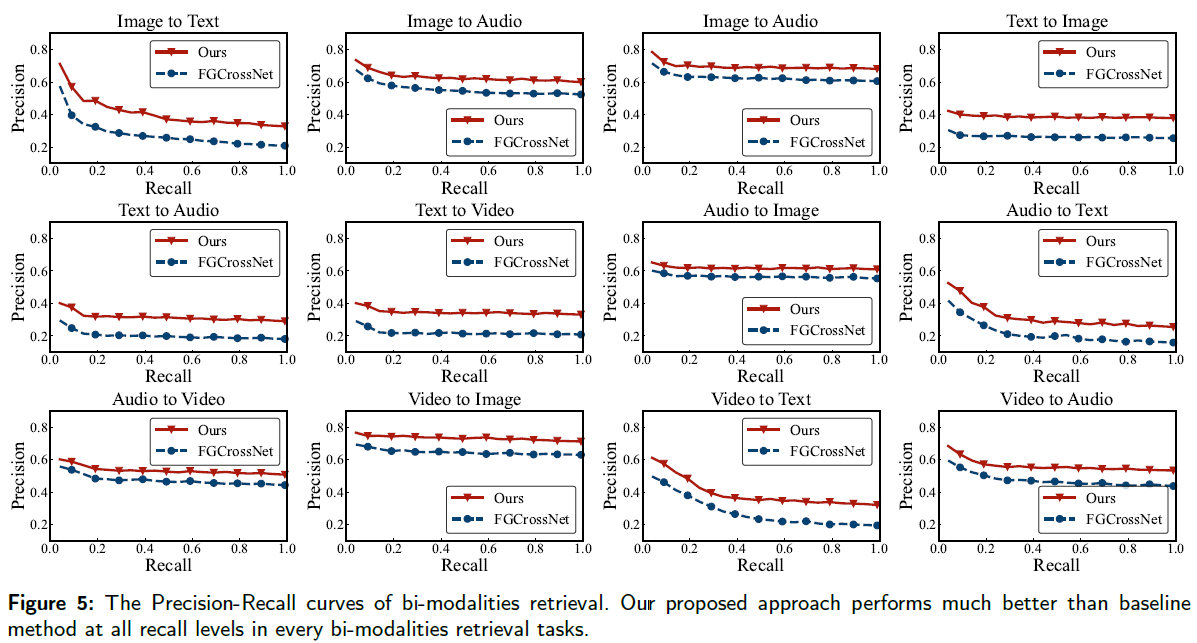 Image to Text
Image to Audio
Image to Audio
Text to Image
Precision
0.8
0.6
0.4
0.2
0.0 0.2 0.4 0.6 0.8 1.0
Recall
Ours
FGCrossNet
Precision
0.8
0.6
0.4
0.2
0.0 0.2 0.4 0.6 0.8 1.0
Recall
Ours
FGCrossNet
Precision
0.8
0.6
0.4
0.2
0.0 0.2 0.4 0.6 0.8 1.0
Recall
Ours
FGCrossNet
Precision
0.8
0.6
0.4
0.2
0.0 0.2 0.4 0.6 0.8 1.0
Recall
Ours
FGCrossNet
Text to Audio
Text to Video
Audio to Image
Audio to Text
Precision
0.8
0.6
0.4
0.2
0.0 0.2 0.4 0.6 0.8 1.0
Recall
Ours
FGCrossNet
Precision
0.8
0.6
0.4
0.2
0.0 0.2 0.4 0.6 0.8 1.0
Recall
Ours
FGCrossNet
Precision
0.8
0.6
0.4
0.2
0.0 0.2 0.4 0.6 0.8 1.0
Recall
Ours
FGCrossNet
Precision
0.8
0.6
0.4
0.2
0.0 0.2 0.4 0.6 0.8 1.0
Recall
Ours
FGCrossNet
Audio to Video
Video to Image
Video to Text
Video to Audio
Precision
0.8
0.6
0.4
0.2
0.0 0.2 0.4 0.6 0.8 1.0
Recall
Ours
FGCrossNet
Precision
0.8
0.6
0.4
0.2
0.0 0.2 0.4 0.6 0.8 1.0
Recall
Ours
FGCrossNet
Precision
0.8
0.6
0.4
0.2
0.0 0.2 0.4 0.6 0.8 1.0
Recall
Ours
FGCrossNet
Precision
0.8
0.6
0.4
0.2
0.0 0.2 0.4 0.6 0.8 1.0
Recall
Ours
FGCrossNet
Figure 5: The Precision-Recall curves of bi-modalities retrieval. Our proposed approach performs much better than baseline
method at all recall levels in every bi-modalities retrieval tasks.